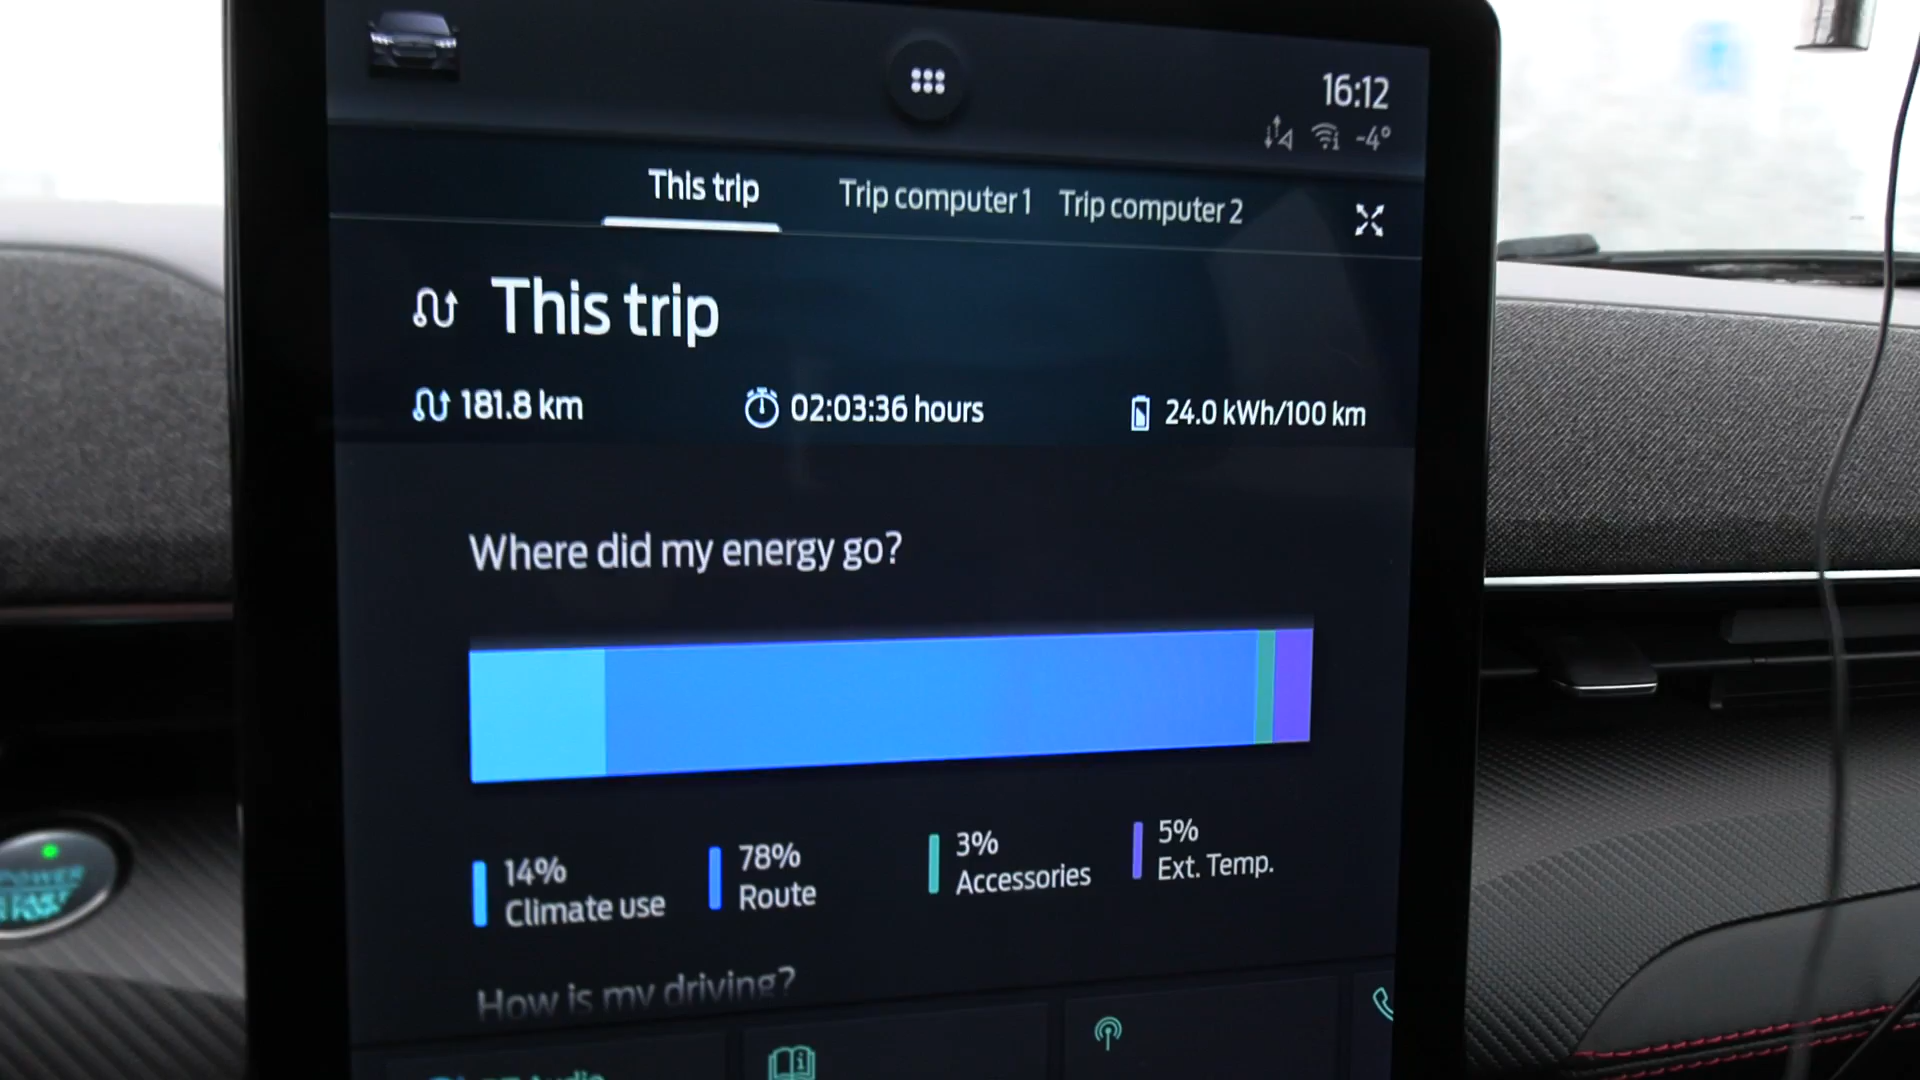 16:12
-4°
This trip
Trip computer 1
Trip computer 2
This trip
181.8 km
02:03:36 hours
24.0 kWh/100 km
Where did my energy go?
14%
Climate use
78%
Route
3%
Accessories
5%
Ext. Temp.
How is my driving?
POWER
Audio